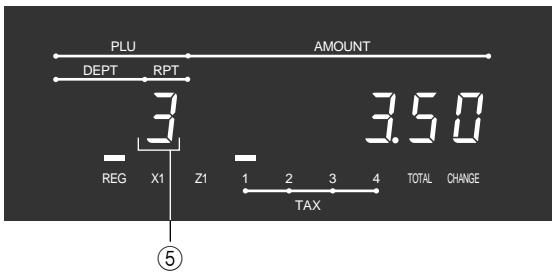 PLU AMOUNT
DEPT RPT
3 3.50
REG X1 Z1 1 2 3 4 TOTAL CHANGE
TAX
⑤